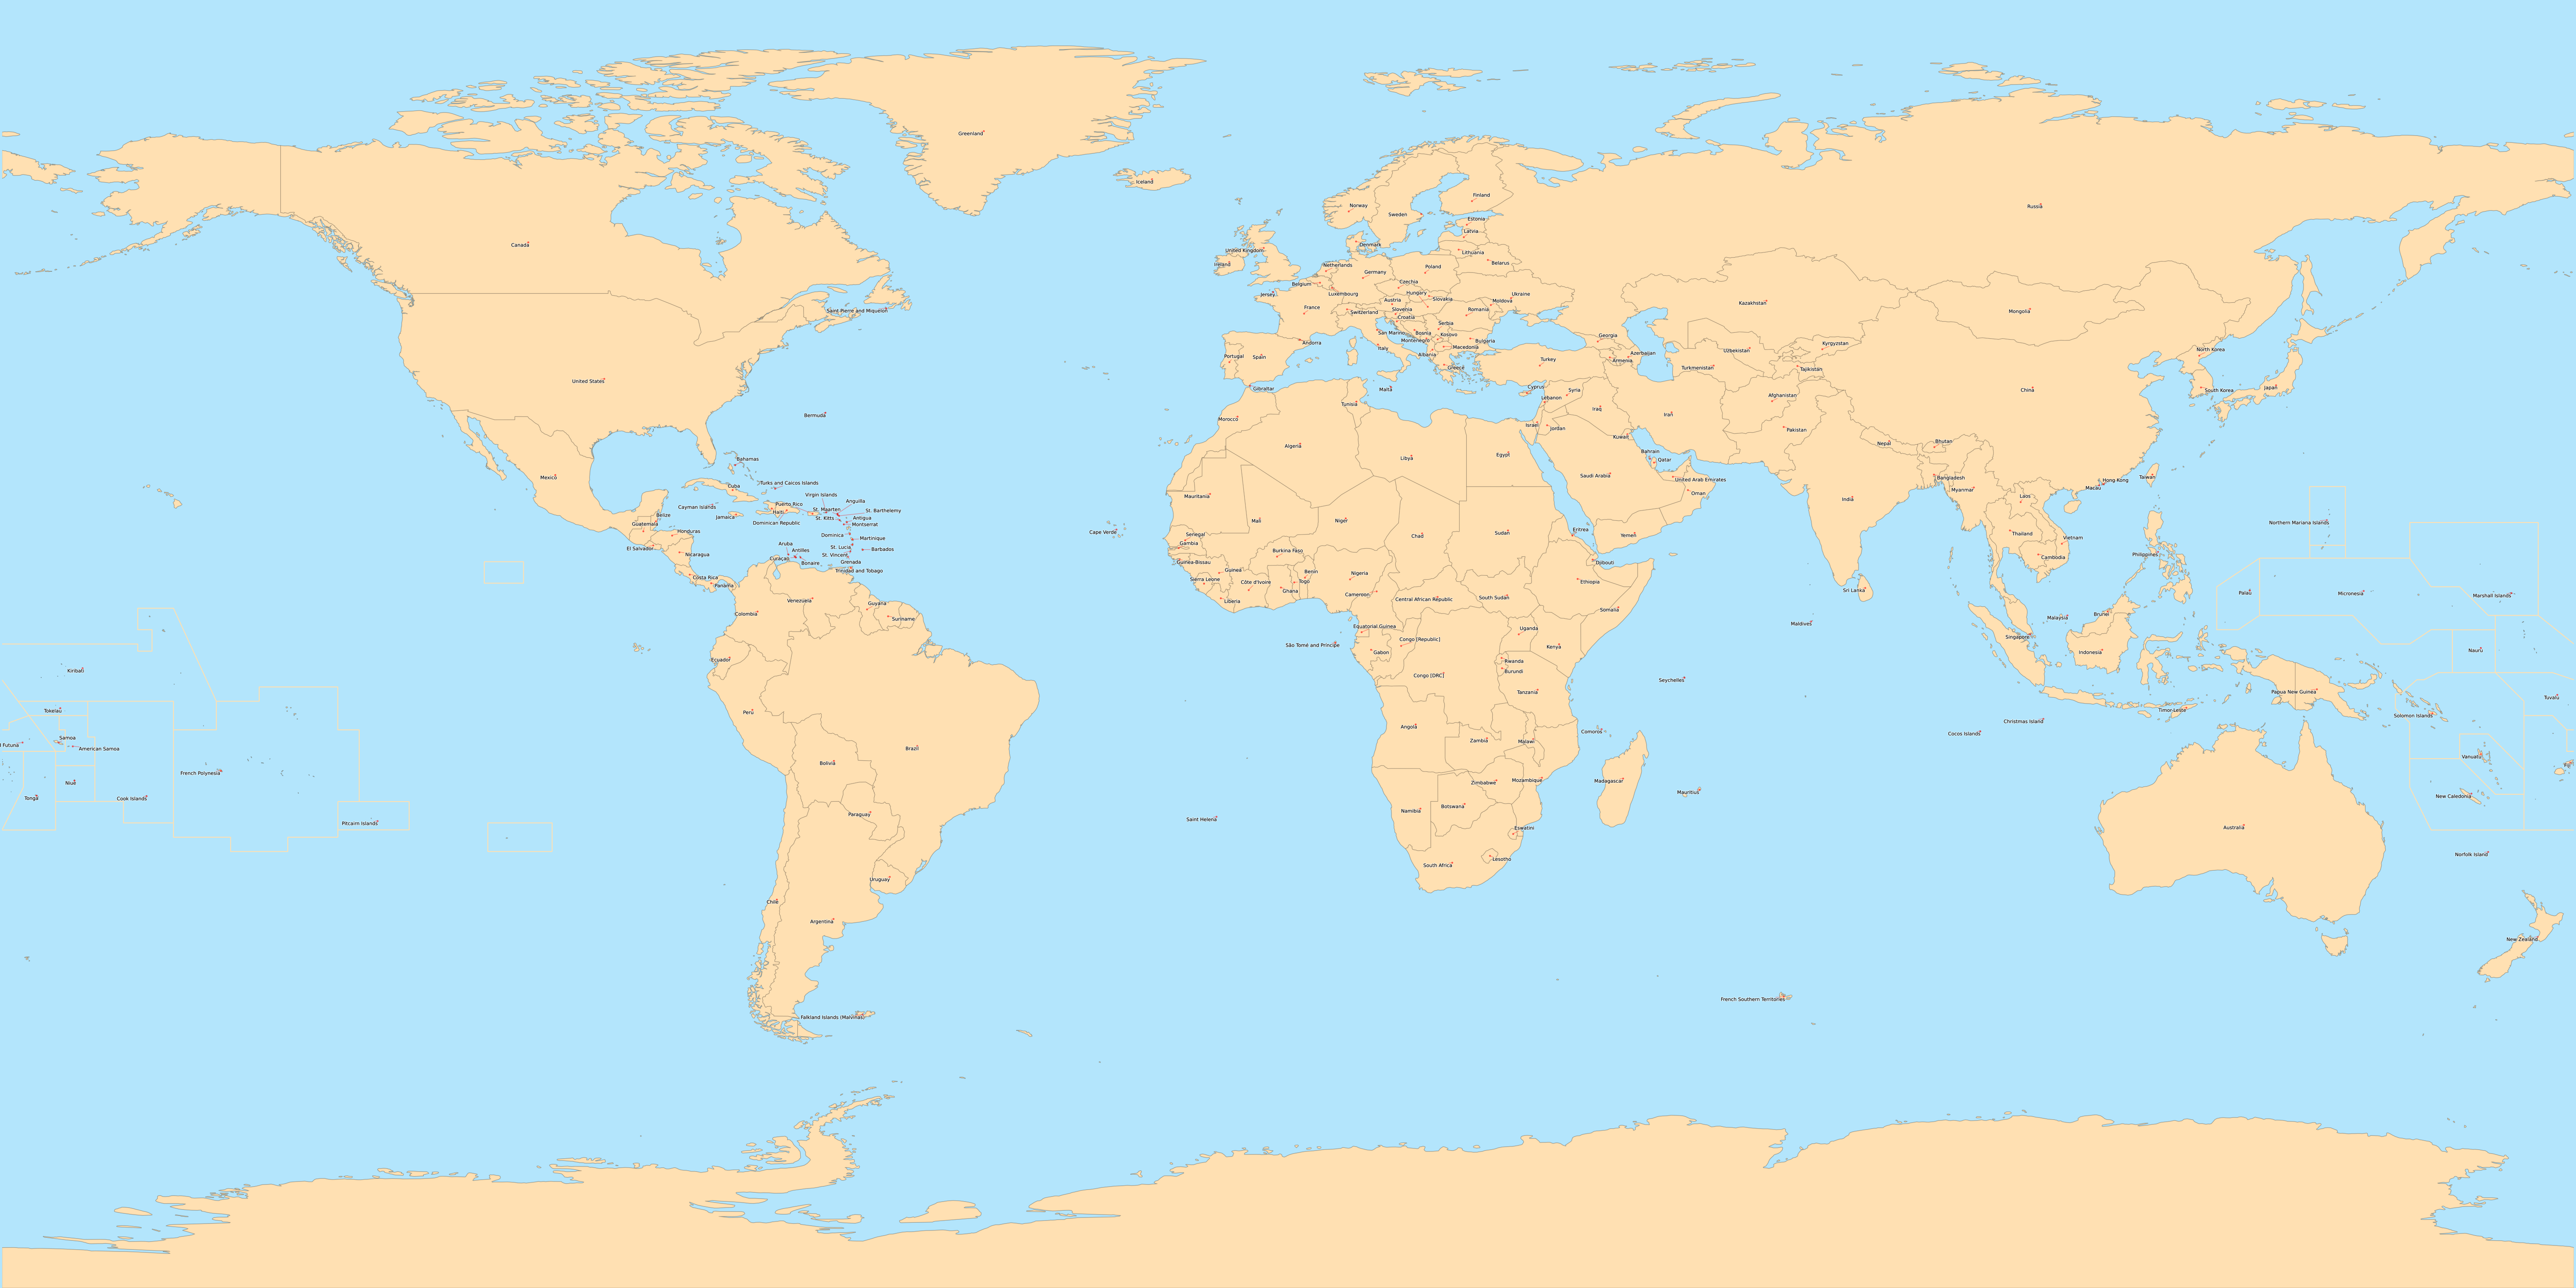 Greenland
Iceland
Canada
United States
Saint Pierre and Miquelon
Bermuda
Mexico
Bahamas
Cuba
Turks and Caicos Islands
Cayman Islands
Jamaica
Haiti
Dominican Republic
Puerto Rico
Virgin Islands
Anguilla
St. Maarten
St. Barthelemy
St. Kitts
Antigua
Montserrat
Dominica
Martinique
St. Lucia
Barbados
St. Vincent
Grenada
Trinidad and Tobago
Aruba
Antilles
Curaçao
Bonaire
Belize
Guatemala
Honduras
El Salvador
Nicaragua
Costa Rica
Panama
Venezuela
Colombia
Guyana
Suriname
Ecuador
Peru
Brazil
Bolivia
Paraguay
Uruguay
Chile
Argentina
Falkland Islands (Malvinas)
Kiribati
Tokelau
l Futuna
Samoa
American Samoa
Niue
Tonga
Cook Islands
French Polynesia
Pitcairn Islands
Norway
Sweden
Finland
Estonia
Latvia
Lithuania
Denmark
United Kingdom
Ireland
Netherlands
Belgium
Germany
Poland
Belarus
Luxembourg
Czechia
Jersey
France
Austria
Hungary
Slovakia
Ukraine
Moldova
Switzerland
Slovenia
Croatia
Romania
San Marino
Bosnia
Serbia
Kosovo
Montenegro
Bulgaria
Macedonia
Albania
Andorra
Italy
Greece
Portugal
Spain
Gibraltar
Malta
Turkey
Georgia
Armenia
Azerbaijan
Cyprus
Syria
Lebanon
Israel
Jordan
Iraq
Iran
Kuwait
Bahrain
Qatar
Saudi Arabia
United Arab Emirates
Oman
Yemen
Russia
Kazakhstan
Mongolia
Uzbekistan
Kyrgyzstan
Turkmenistan
Tajikistan
Afghanistan
Pakistan
China
North Korea
South Korea
Japan
Nepal
Bhutan
Bangladesh
India
Myanmar
Laos
Macau
Hong Kong
Taiwan
Thailand
Vietnam
Cambodia
Philippines
Sri Lanka
Maldives
Malaysia
Brunei
Singapore
Indonesia
Timor-Leste
Papua New Guinea
Christmas Island
Cocos Islands
Northern Mariana Islands
Palau
Micronesia
Marshall Islands
Nauru
Tuvalu
Solomon Islands
Vanuatu
New Caledonia
Australia
Norfolk Island
New Zealand
Morocco
Algeria
Tunisia
Libya
Egypt
Mauritania
Mali
Niger
Chad
Sudan
Eritrea
Cape Verde
Senegal
Gambia
Guinea-Bissau
Guinea
Sierra Leone
Liberia
Côte d'Ivoire
Burkina Faso
Ghana
Togo
Benin
Nigeria
Cameroon
Central African Republic
South Sudan
Ethiopia
Djibouti
Somalia
Equatorial Guinea
São Tomé and Príncipe
Gabon
Congo [Republic]
Congo [DRC]
Uganda
Kenya
Rwanda
Burundi
Tanzania
Seychelles
Angola
Zambia
Malawi
Comoros
Mozambique
Zimbabwe
Madagascar
Mauritius
Namibia
Botswana
Eswatini
Lesotho
South Africa
Saint Helena
French Southern Territories